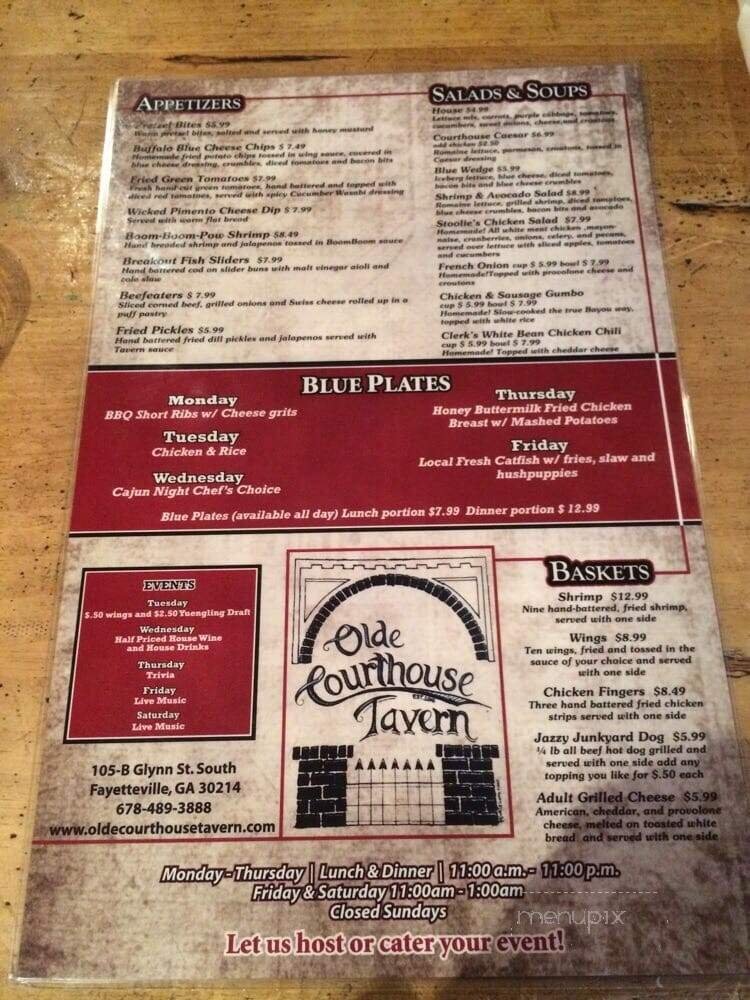 APPETIZERS
Pretzel Bites $5.99
Warm pretzel bites, salted and served with honey mustard
Buffalo Blue Cheese Chips $ 7.49
Homemade fried potato chips tossed in wing sauce, covered in
blue cheese dressing, crumbles, diced tomatoes and bacon bits
Fried Green Tomatoes $7.99
Fresh hand-cut green tomatoes, hand battered and topped with
diced red tomatoes, served with spicy Cucumber Wasabi dressing
Wicked Pimento Cheese Dip $ 7.99
Served with warm flat bread
Boom-Boom-Pow Shrimp $8.49
Hand breaded shrimp and jalapenos tossed in BoomBoom sauce
Breakout Fish Sliders $7.99
Hand battered cod on slider buns with malt vinegar aioli and
cole slaw
Beefeaters $ 7.99
Sliced corned beef, grilled onions and Swiss cheese rolled up in a
puff pastry
Fried Pickles $5.99
Hand battered fried dill pickles and jalapenos served with
Tavern sauce
SALADS & SOUPS
House $4.99
Lettuce mix, carrots, purple cabbage, tomatoes,
cucumbers, sweet onions, cheese and croutons
Courthouse Caesar $6.99
add chicken $2.50
Romaine lettuce, parmesan, croutons, tossed in
Caesar dressing
Blue Wedge $5.99
Iceberg lettuce, blue cheese, diced tomatoes,
bacon bits and blue cheese crumbles
Shrimp & Avocado Salad $8.99
Romaine lettuce, grilled shrimp, diced tomatoes,
blue cheese crumbles, bacon bits and avocado
Stoolie's Chicken Salad $7.99
Homemade! All white meat chicken ,mayon-
naise, cranberries, onions, celery, and pecans,
served over lettuce with sliced apples, tomatoes
and cucumbers
French Onion cup $ 5.99 bowl $ 7.99
Homemade!Topped with provolone cheese and
croutons
Chicken & Sausage Gumbo
cup $ 5.99 bowl $ 7.99
Homemade! Slow-cooked the true Bayou way,
topped with white rice
Clerk's White Bean Chicken Chili
cup $ 5.99 bowl $ 7.99
Homemade! Topped with cheddar cheese
BLUE PLATES
Monday
BBQ Short Ribs w/ Cheese grits
Tuesday
Chicken & Rice
Wednesday
Cajun Night Chef's Choice
Thursday
Honey Buttermilk Fried Chicken
Breast w/ Mashed Potatoes
Friday
Local Fresh Catfish w/ fries, slaw and
hushpuppies
Blue Plates (available all day) Lunch portion $7.99 Dinner portion $ 12.99
EVENTS
Tuesday
$.50 wings and $2.50 Yuengling Draft
Wednesday
Half Priced House Wine
and House Drinks
Thursday
Trivia
Friday
Live Music
Saturday
Live Music
105-B Glynn St. South
Fayetteville, GA 30214
678-489-3888
www.oldecourthousetavern.com
Olde
Courthouse
Tavern
BASKETS
Shrimp $12.99
Nine hand-battered, fried shrimp,
served with one side
Wings $8.99
Ten wings, fried and tossed in the
sauce of your choice and served
with one side
Chicken Fingers $8.49
Three hand battered fried chicken
strips served with one side
Jazzy Junkyard Dog $5.99
¼ lb all beef hot dog grilled and
served with one side add any
topping you like for $.50 each
Adult Grilled Cheese $5.99
American, cheddar, and provolone
cheese, melted on toasted white
bread and served with one side
Monday - Thursday | Lunch & Dinner | 11:00 a.m. - 11:00 p.m.
Friday & Saturday 11:00am - 1:00am
Closed Sundays
menupix
Let us host or cater your event!